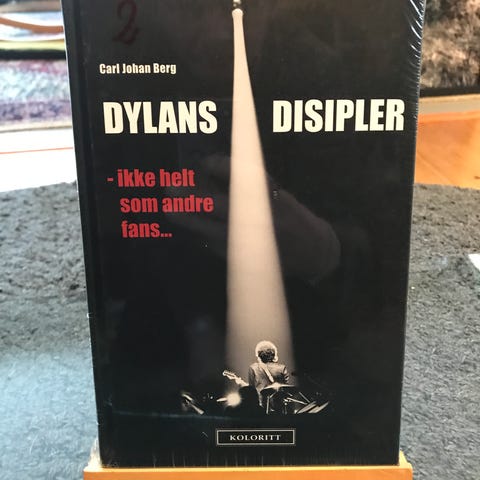 2
Carl Johan Berg
DYLANS DISIPLER
- ikke helt
som andre
fans...
KOLORITT